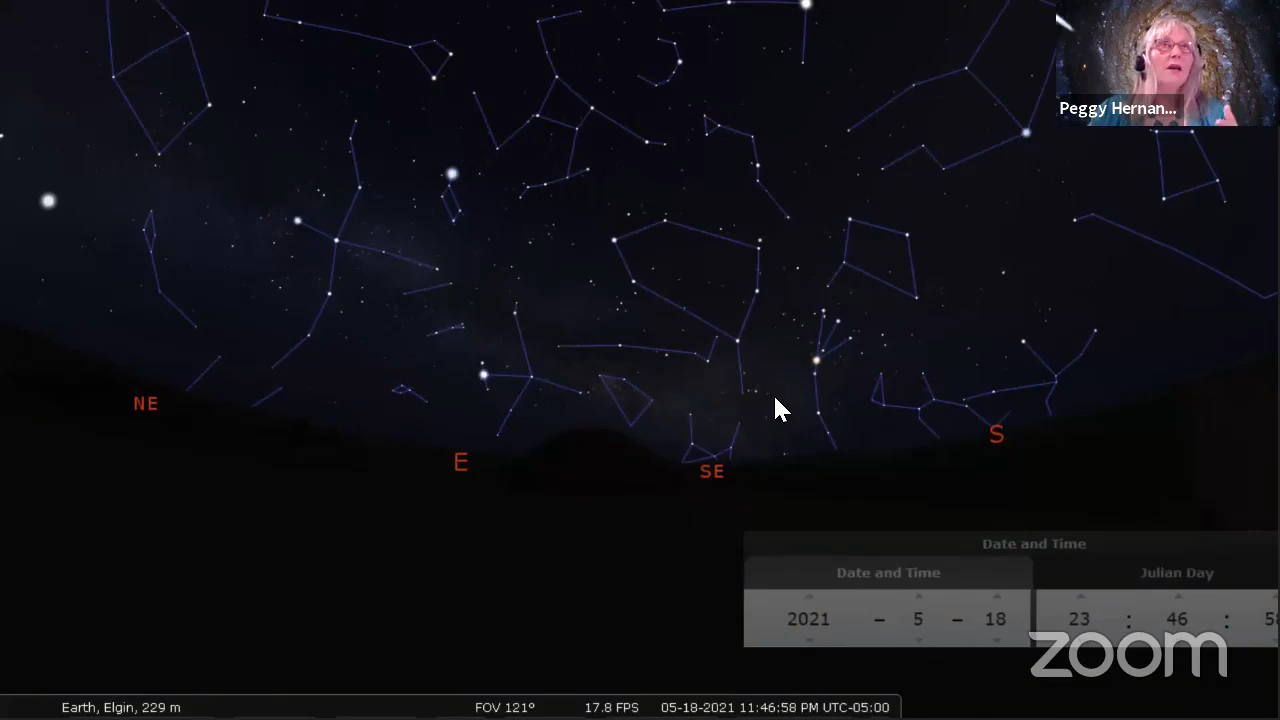 Peggy Hernan...
NE
E
SE
S
Date and Time
Date and Time Julian Day
2021 – 5 – 18 23 : 46 : 58
zoom
Earth, Elgin, 229 m FOV 121° 17.8 FPS 05-18-2021 11:46:58 PM UTC-05:00